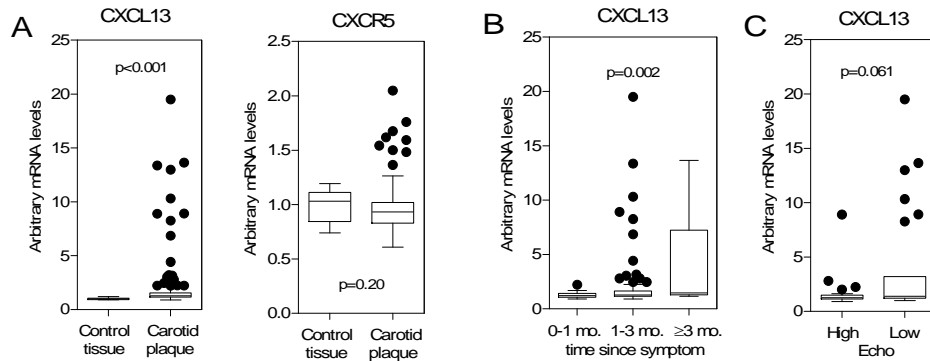 A
CXCL13
Arbitrary mRNA levels
25
20
15
10
5
0
p<0.001
Control tissue
Carotid plaque
CXCR5
Arbitrary mRNA levels
2.5
2.0
1.5
1.0
0.5
0.0
p=0.20
Control tissue
Carotid plaque
B
CXCL13
Arbitrary mRNA levels
25
20
15
10
5
0
p=0.002
0-1 mo. 1-3 mo. ≥3 mo.
time since symptom
C
CXCL13
Arbitrary mRNA levels
25
20
15
10
5
0
p=0.061
High Low
Echo